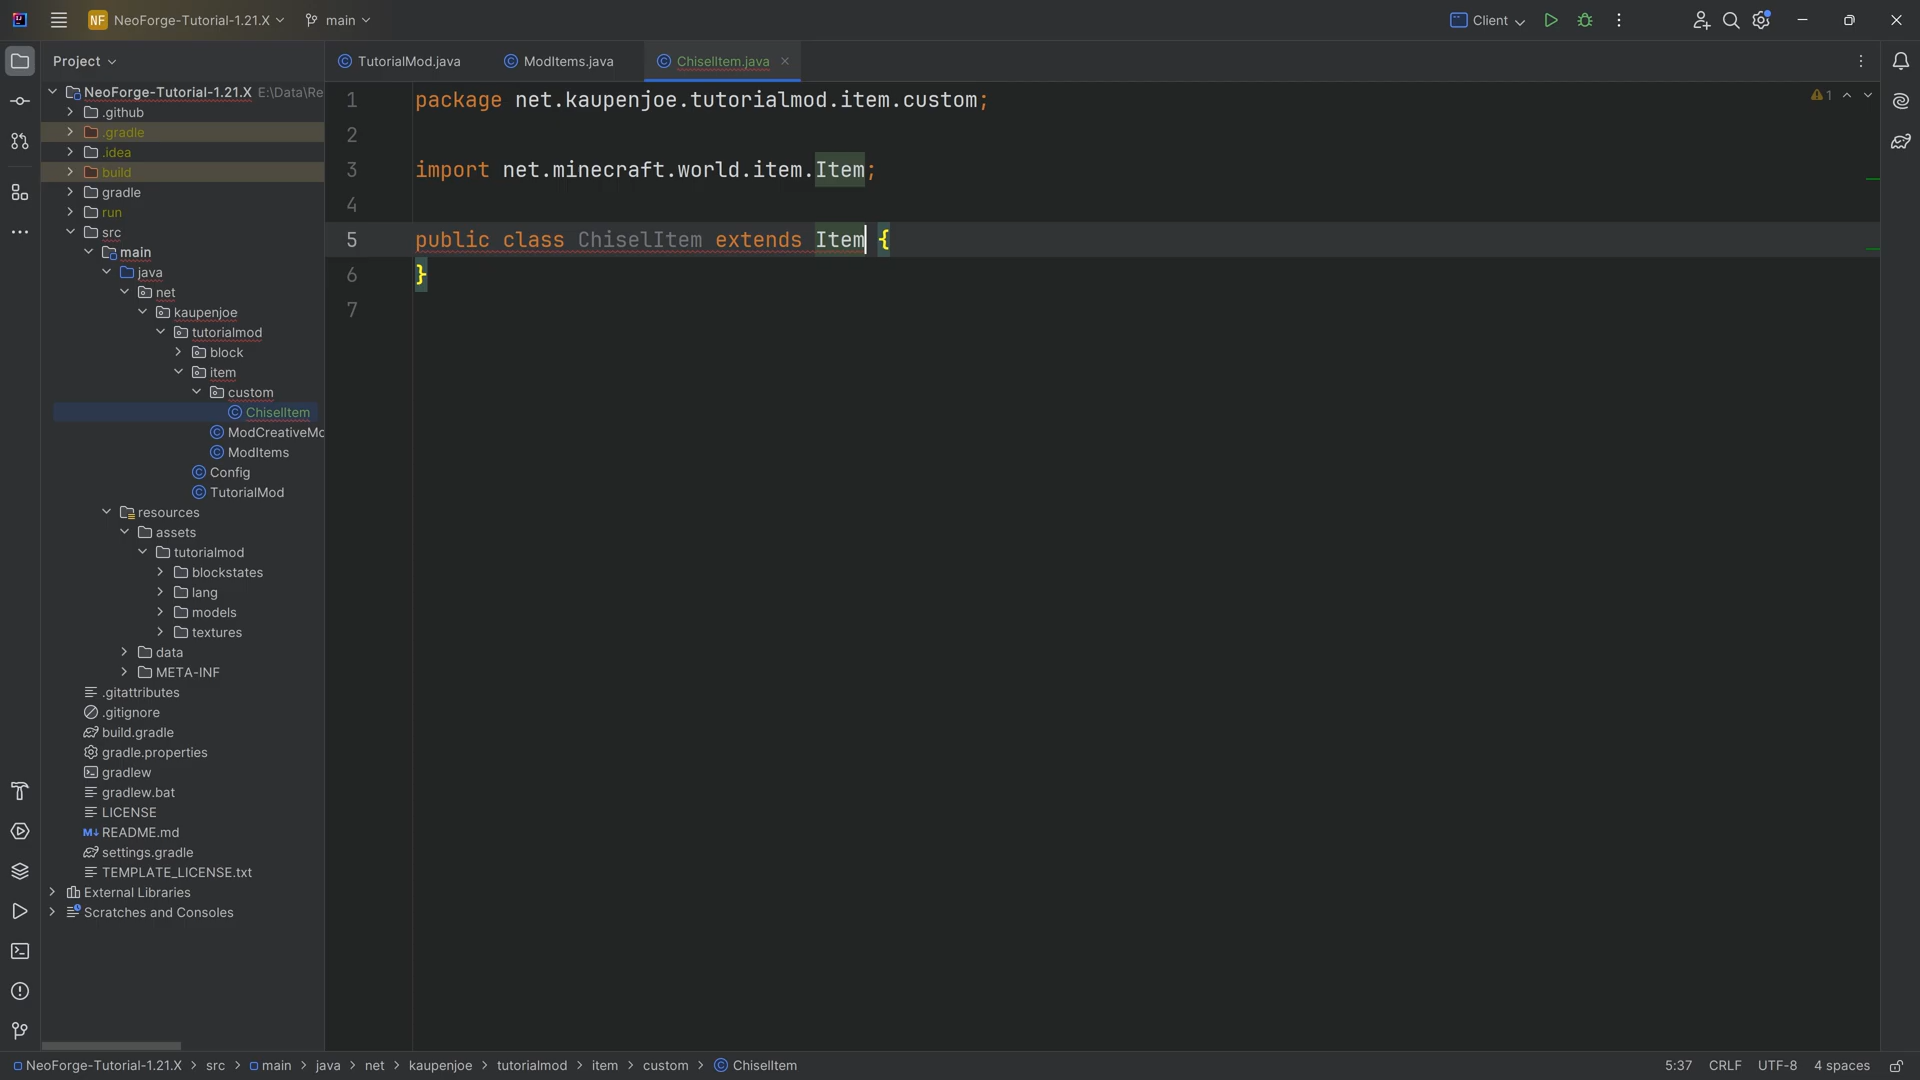 NF NeoForge-Tutorial-1.21.X main Client
Project
TutorialMod.java ModItems.java ChiselItem.java
NeoForge-Tutorial-1.21.X E:\Data\Re
.github
.gradle
.idea
build
gradle
run
src
main
java
net
kaupenjoe
tutorialmod
block
item
custom
ChiselItem
ModCreativeMo
ModItems
Config
TutorialMod
resources
assets
tutorialmod
blockstates
lang
models
textures
data
META-INF
.gitattributes
.gitignore
build.gradle
gradle.properties
gradlew
gradlew.bat
LICENSE
README.md
settings.gradle
TEMPLATE_LICENSE.txt
External Libraries
Scratches and Consoles
1 package net.kaupenjoe.tutorialmod.item.custom;
2
3 import net.minecraft.world.item.Item;
4
5 public class ChiselItem extends Item {
6 }
7
1
NeoForge-Tutorial-1.21.X > src > main > java > net > kaupenjoe > tutorialmod > item > custom > ChiselItem
5:37 CRLF UTF-8 4 spaces